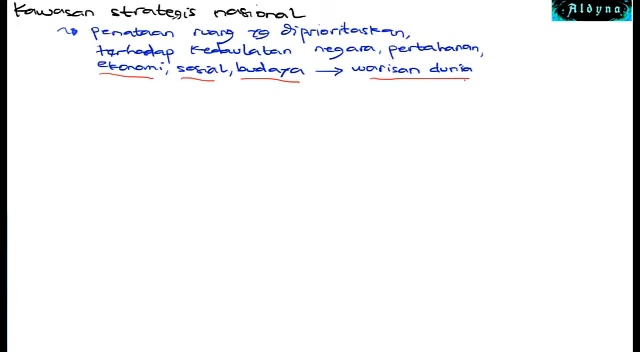 Kawasan strategis nasional
Aldyna
↝ penataan ruang yg diprioritaskan,
terhadap kedaulatan negara, pertahanan,
ekonomi, sosial, budaya → warisan dunia